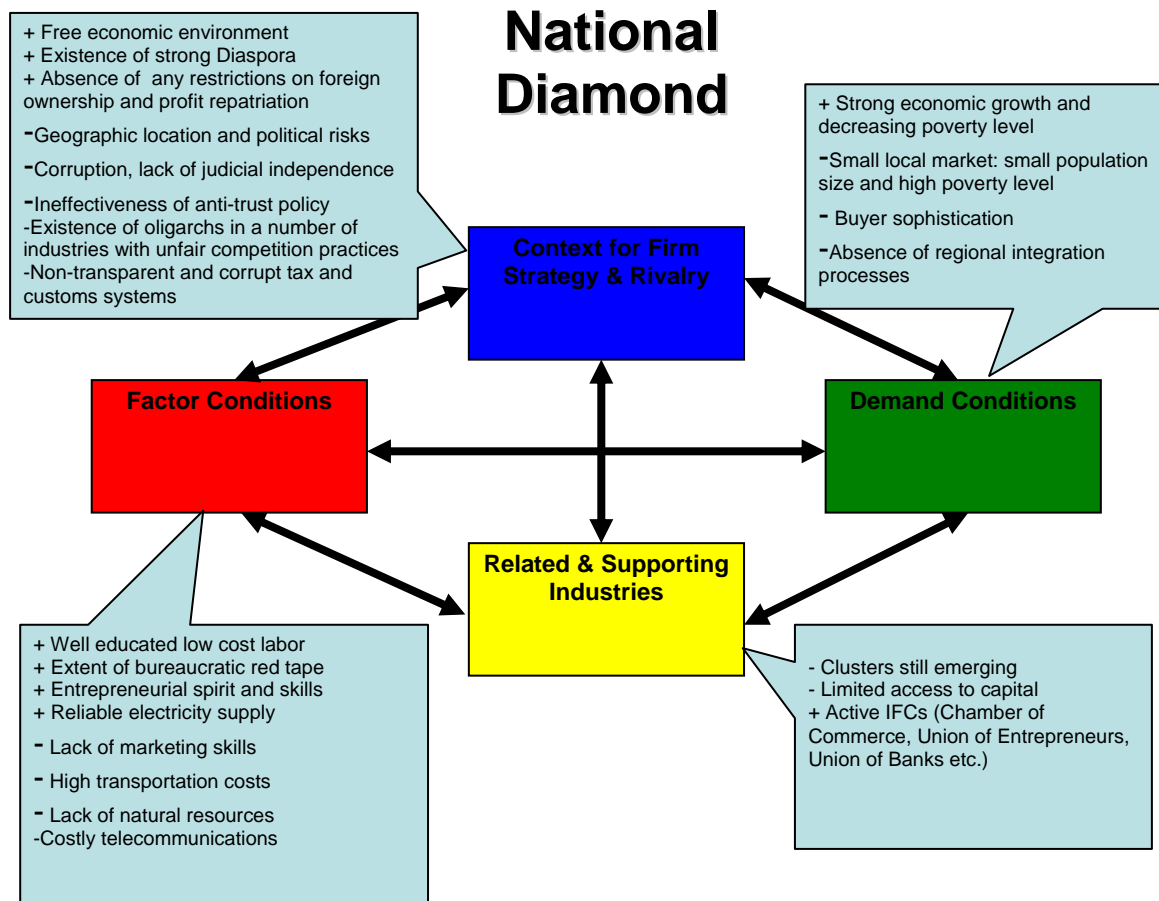 National
Diamond
+ Free economic environment
+ Existence of strong Diaspora
+ Absence of  any restrictions on foreign
ownership and profit repatriation
-Geographic location and political risks
-Corruption, lack of judicial independence
-Ineffectiveness of anti-trust policy
-Existence of oligarchs in a number of
industries with unfair competition practices
-Non-transparent and corrupt tax and
customs systems
+ Strong economic growth and
decreasing poverty level
-Small local market: small population
size and high poverty level
- Buyer sophistication
-Absence of regional integration
processes
Context for Firm
Strategy & Rivalry
Factor Conditions
Demand Conditions
Related & Supporting
Industries
+ Well educated low cost labor
+ Extent of bureaucratic red tape
+ Entrepreneurial spirit and skills
+ Reliable electricity supply
- Lack of marketing skills
- High transportation costs
- Lack of natural resources
-Costly telecommunications
- Clusters still emerging
- Limited access to capital
+ Active IFCs (Chamber of
Commerce, Union of Entrepreneurs,
Union of Banks etc.)